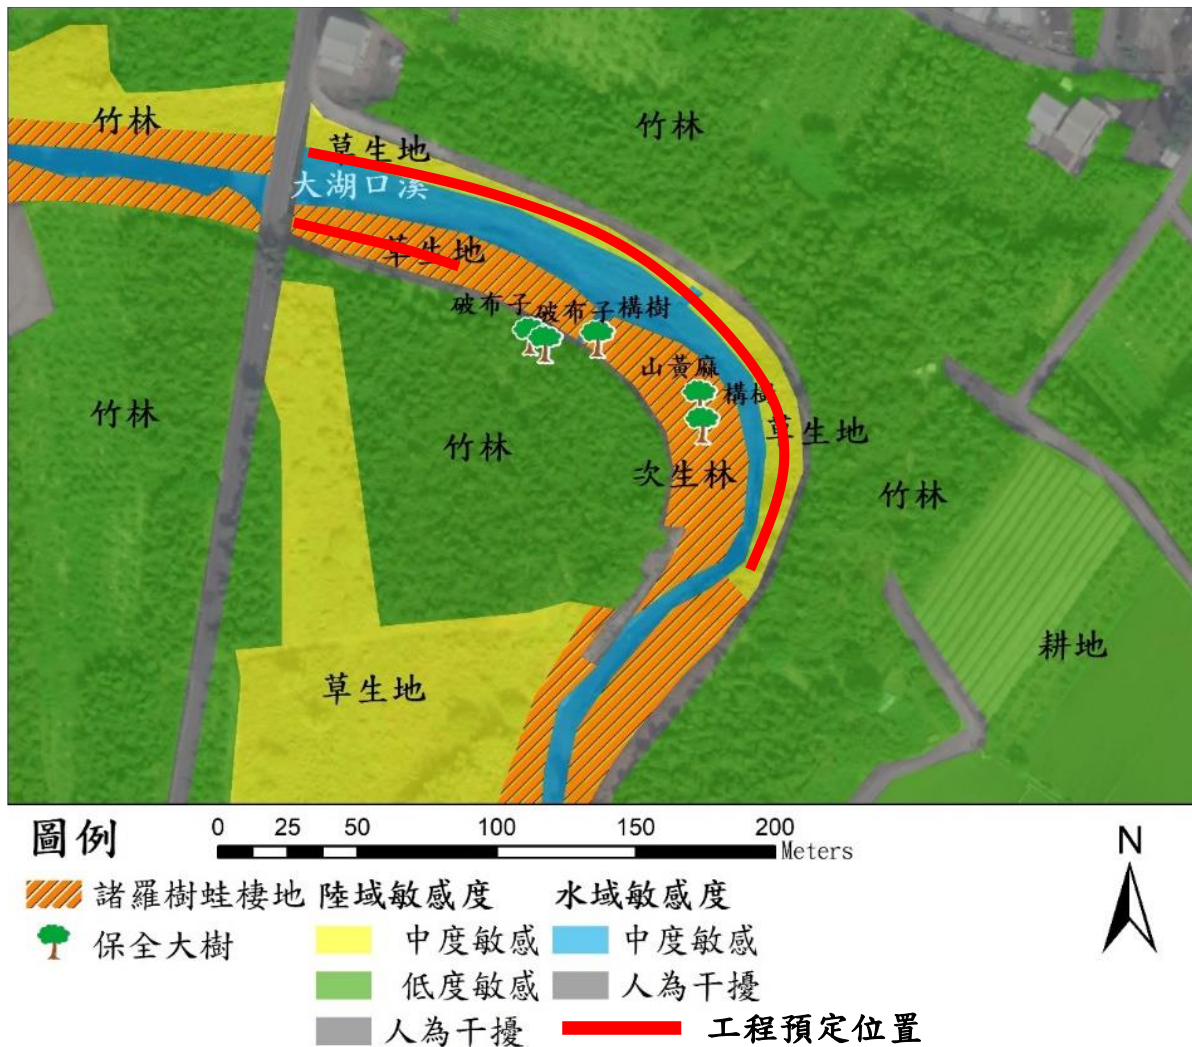 竹林
竹林
草生地
大湖口溪
草生地
破布子
破布子
構樹
山黃麻
構樹
竹林
草生地
竹林
次生林
竹林
耕地
草生地
圖例
0 25 50 100 150 200
Meters
N
諸羅樹蛙棲地 陸域敏感度 水域敏感度
保全大樹 中度敏感 中度敏感
低度敏感 人為干擾
人為干擾 工程預定位置